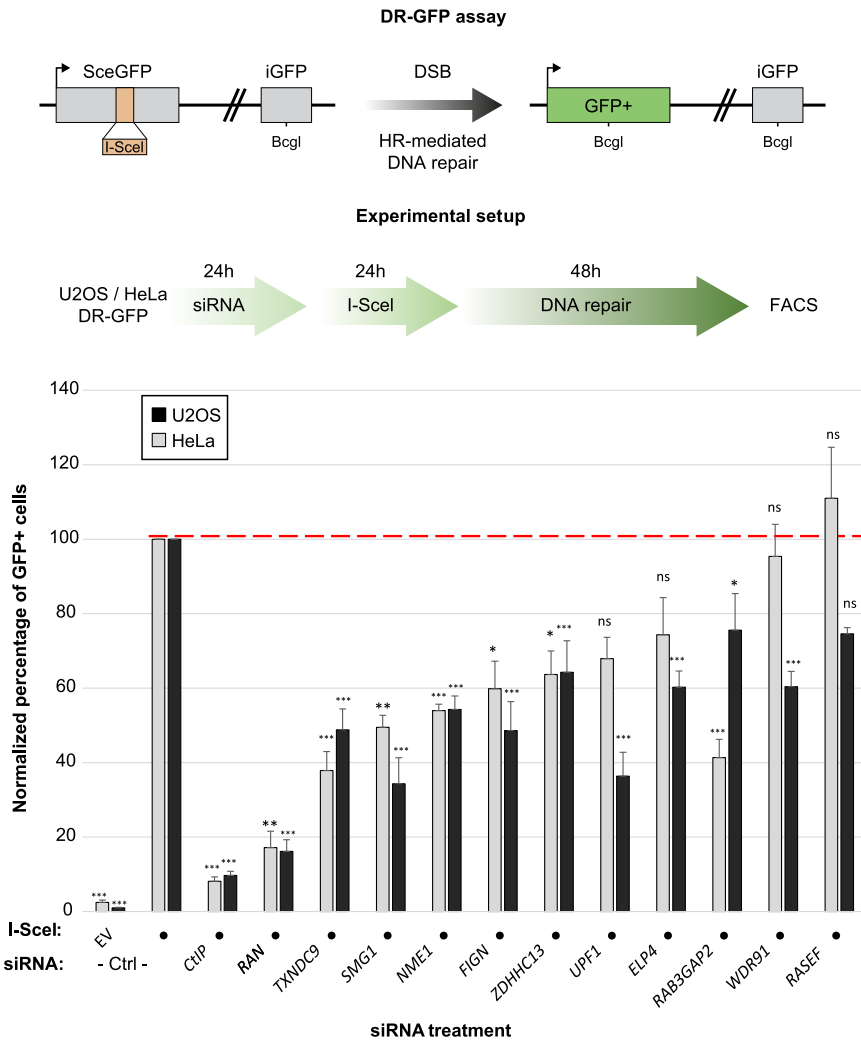 DR-GFP assay
SceGFP
iGFP
DSB
iGFP
GFP+
I-SceI
BcgI
HR-mediated
DNA repair
BcgI
BcgI
Experimental setup
24h
24h
48h
U2OS / HeLa
DR-GFP
siRNA
I-SceI
DNA repair
FACS
Normalized percentage of GFP+ cells
140
120
100
80
60
40
20
0
U2OS
HeLa
***
***
***
***
**
***
***
***
**
***
***
***
*
***
*
***
ns
***
ns
***
***
*
ns
***
ns
ns
I-SceI:
EV
siRNA:
- Ctrl -
CtIP
RAN
TXNDC9
SMG1
NME1
FIGN
ZDHHC13
UPF1
ELP4
RAB3GAP2
WDR91
RASEF
siRNA treatment